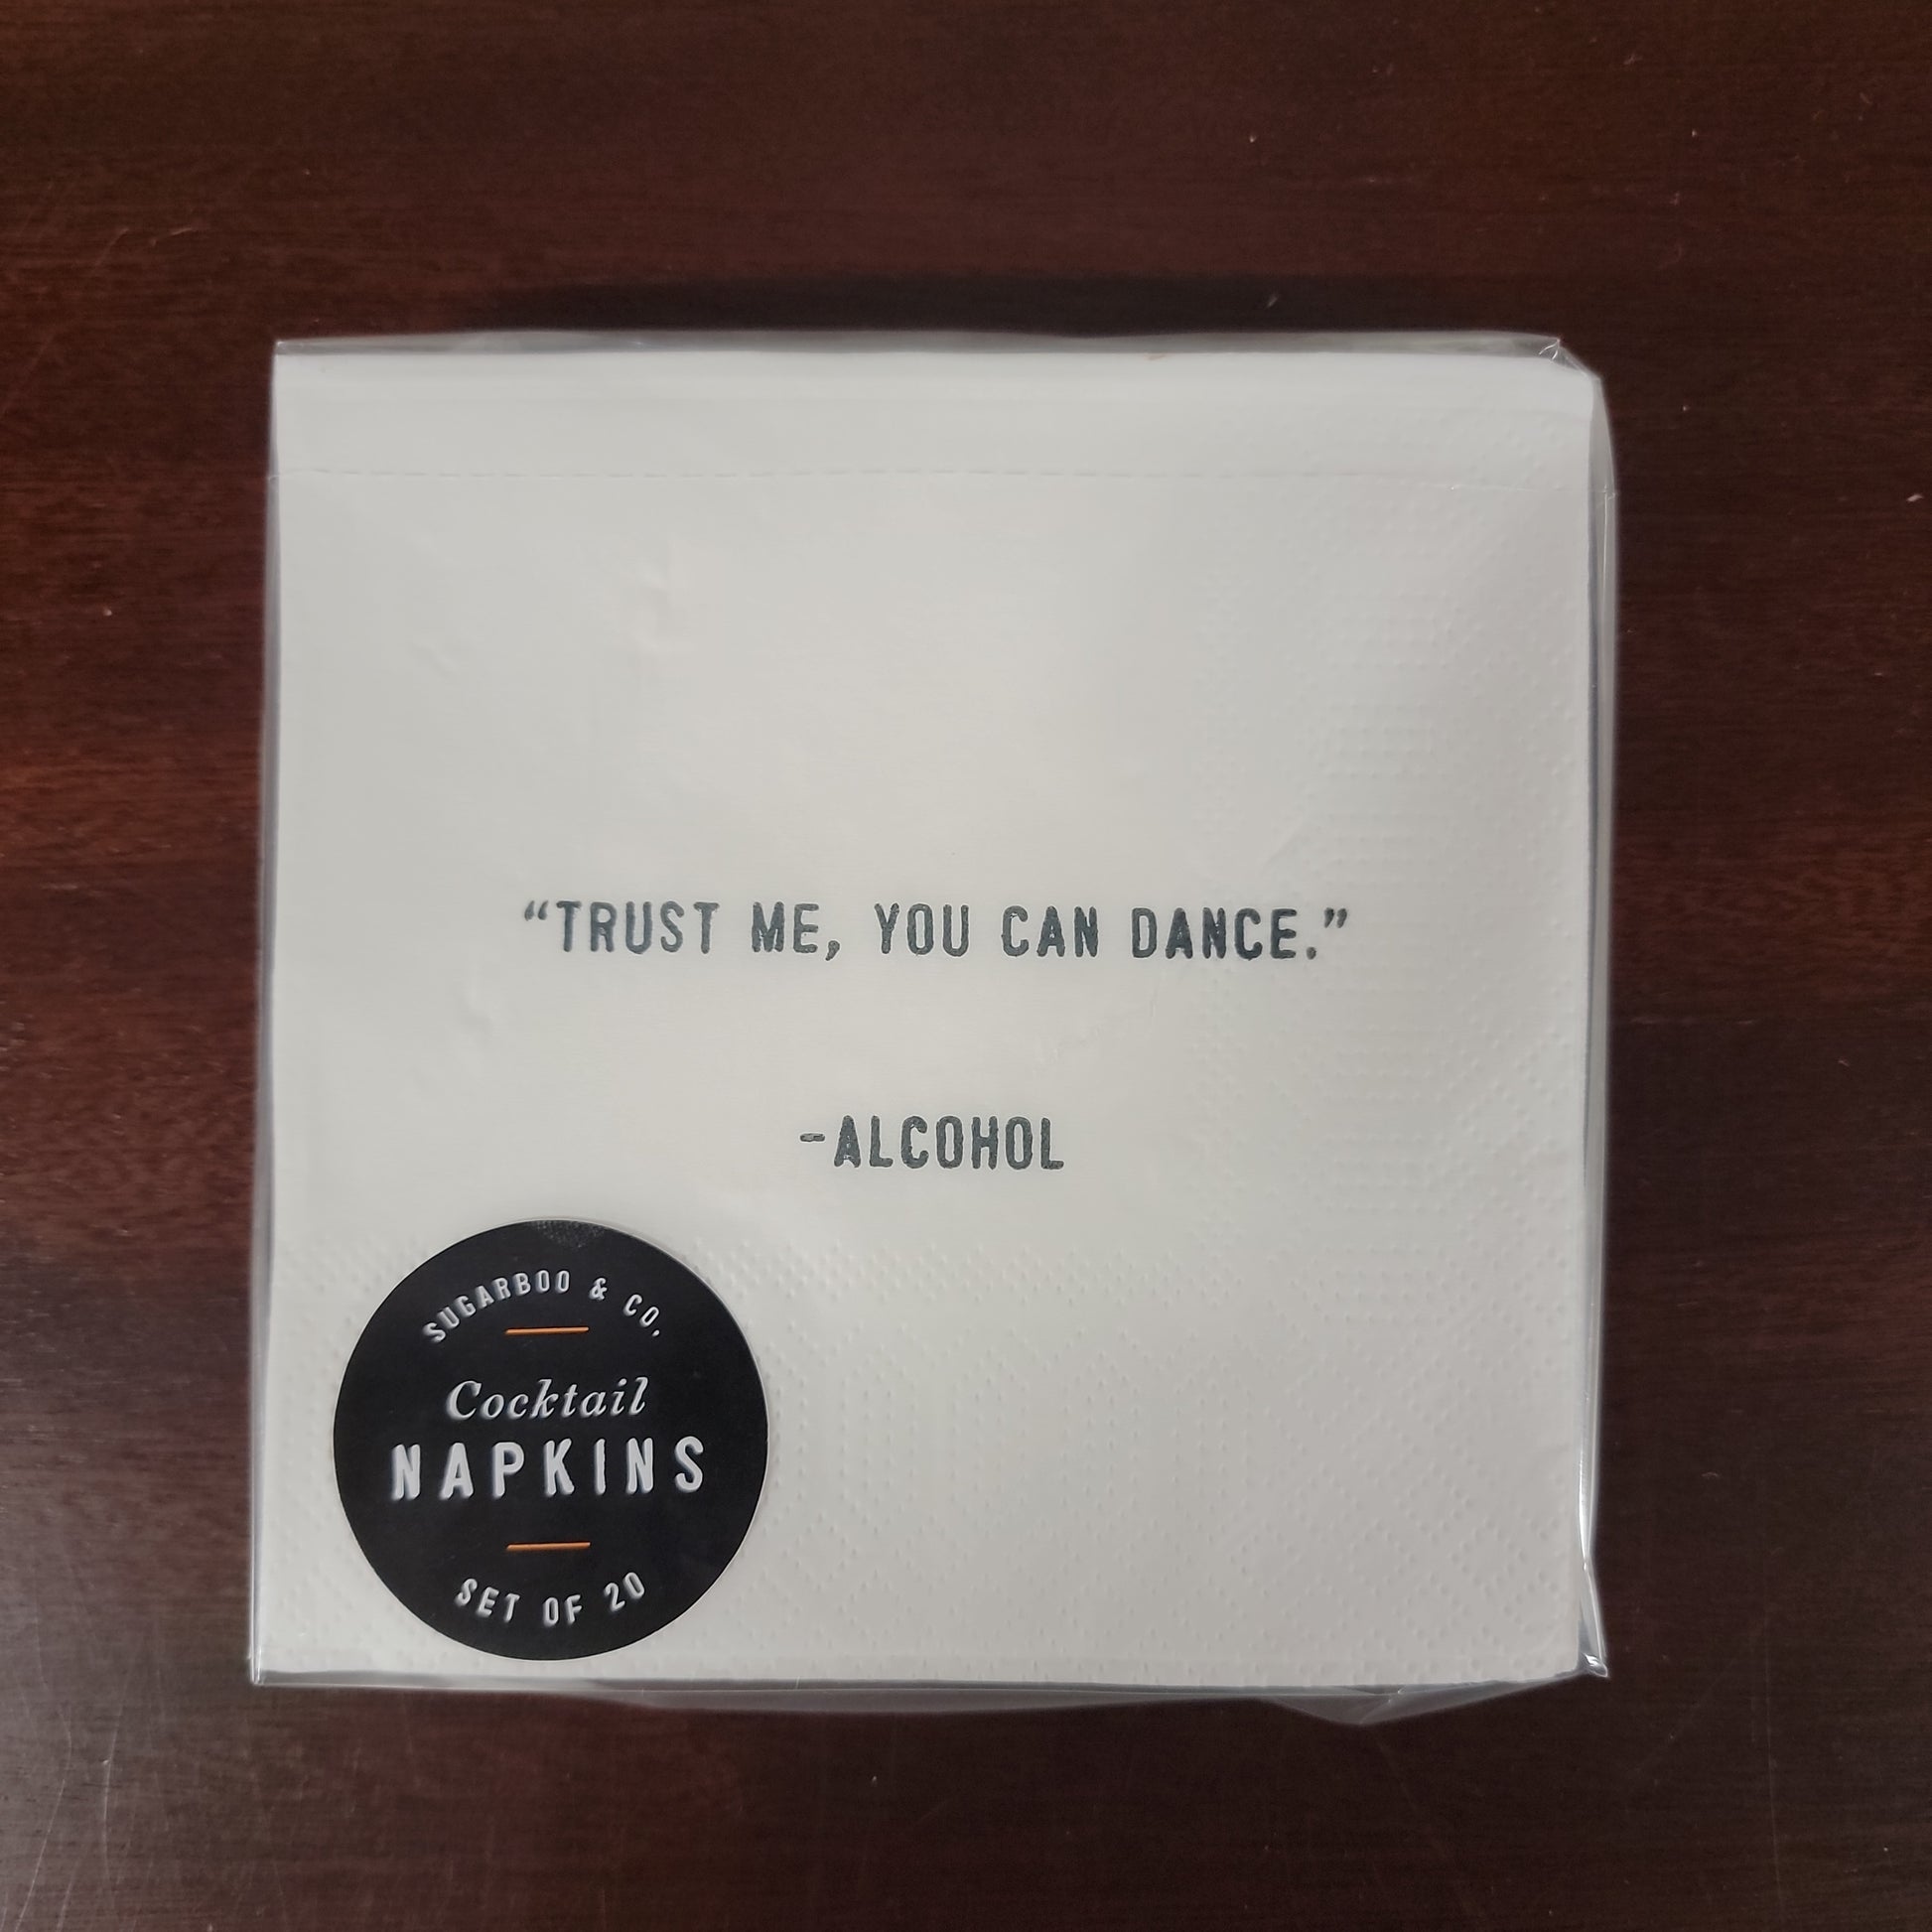 “TRUST ME, YOU CAN DANCE.”
-ALCOHOL
SUGARBOO & CO.
Cocktail
NAPKINS
SET OF 20